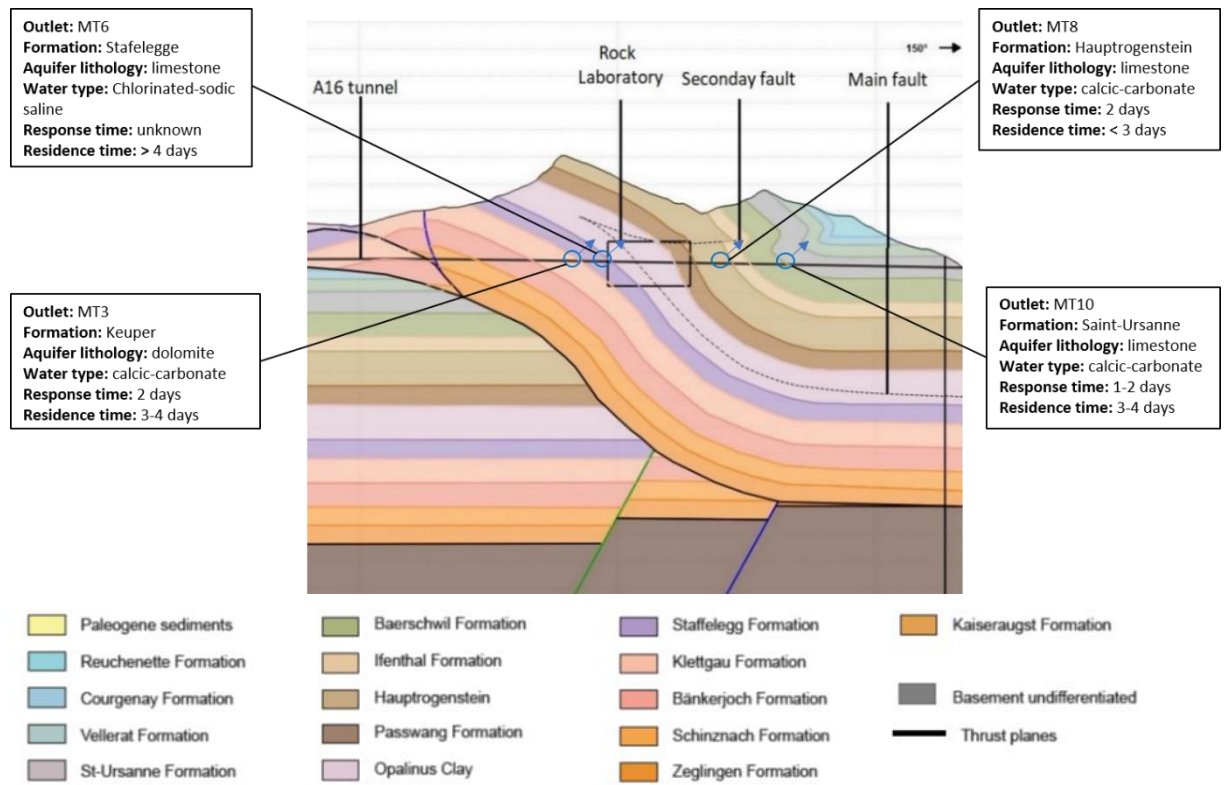 Outlet: MT6
Formation: Stafelegge
Aquifer lithology: limestone
Water type: Chlorinated-sodic
saline
Response time: unknown
Residence time: > 4 days
Outlet: MT8
Formation: Hauptrogenstein
Aquifer lithology: limestone
Water type: calcic-carbonate
Response time: 2 days
Residence time: < 3 days
A16 tunnel
Rock
Laboratory
Seconday fault
Main fault
150°
Outlet: MT3
Formation: Keuper
Aquifer lithology: dolomite
Water type: calcic-carbonate
Response time: 2 days
Residence time: 3-4 days
Outlet: MT10
Formation: Saint-Ursanne
Aquifer lithology: limestone
Water type: calcic-carbonate
Response time: 1-2 days
Residence time: 3-4 days
Paleogene sediments
Reuchenette Formation
Courgenay Formation
Vellerat Formation
St-Ursanne Formation
Baerschwil Formation
Ifenthal Formation
Hauptrogenstein
Passwang Formation
Opalinus Clay
Staffelegg Formation
Klettgau Formation
Bänkerjoch Formation
Schinznach Formation
Zeglingen Formation
Kaiseraugst Formation
Basement undifferentiated
Thrust planes